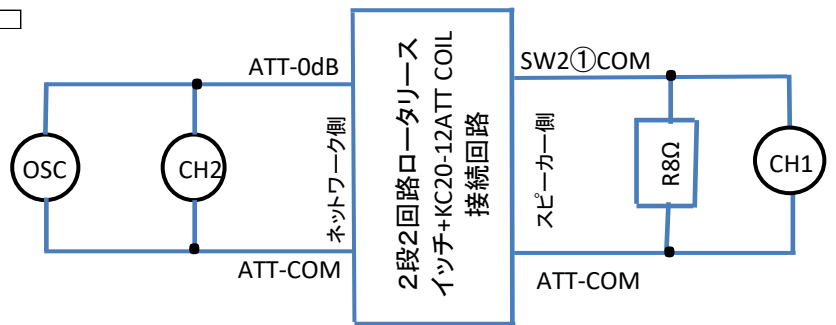 ATT-0dB
SW2①COM
OSC
CH2
ネットワーク側
2段2回路ロータリース
イッチ+KC20-12ATT COIL
接続回路
スピーカー側
R8Ω
CH1
ATT-COM
ATT-COM